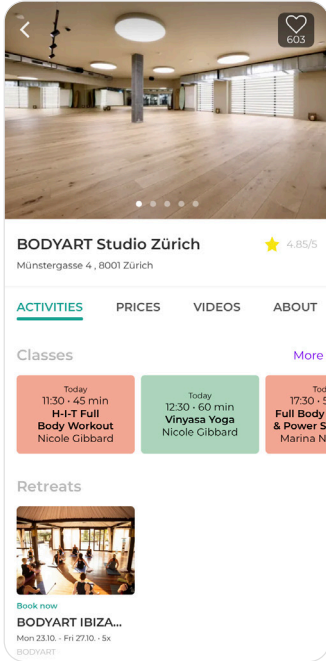 603
BODYART Studio Zürich
4.85/5
Münstergasse 4 , 8001 Zürich
ACTIVITIES PRICES VIDEOS ABOUT
Classes
More
Today
11:30 • 45 min
H-I-T Full
Body Workout
Nicole Gibbard
Today
12:30 • 60 min
Vinyasa Yoga
Nicole Gibbard
17:30 •
Full Body
& Power
Marina
Retreats
Book now
BODYART IBIZA...
Mon 23.10. - Fri 27.10. • 5x
BODYART